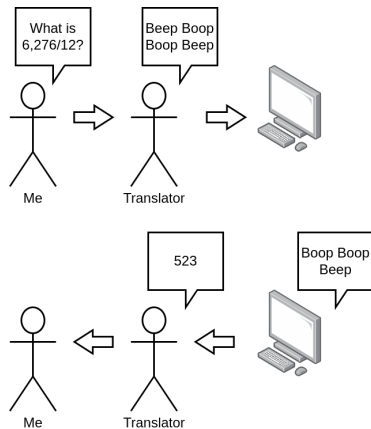 What is
6,276/12?
Beep Boop
Boop Beep
Me
Translator
523
Boop Boop
Beep
Me
Translator